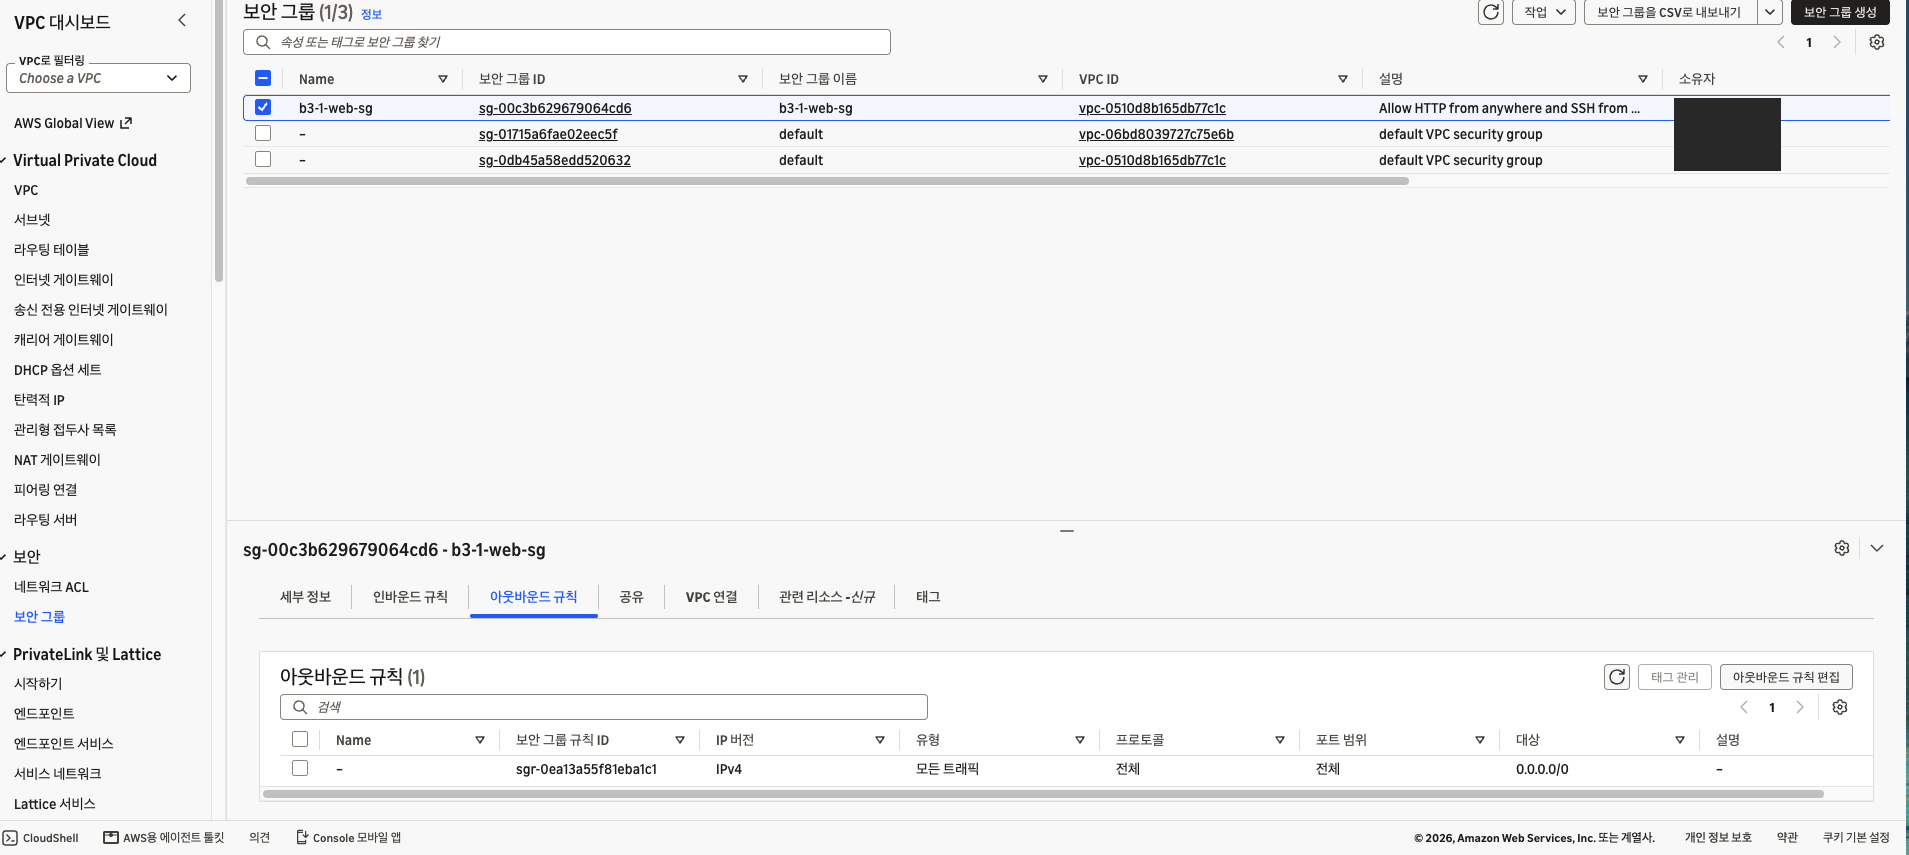 VPC 대시보드
VPC로 필터링
Choose a VPC
AWS Global View
Virtual Private Cloud
VPC
서브넷
라우팅 테이블
인터넷 게이트웨이
송신 전용 인터넷 게이트웨이
캐리어 게이트웨이
DHCP 옵션 세트
탄력적 IP
관리형 접두사 목록
NAT 게이트웨이
피어링 연결
라우팅 서버
보안
네트워크 ACL
보안 그룹
PrivateLink 및 Lattice
시작하기
엔드포인트
엔드포인트 서비스
서비스 네트워크
Lattice 서비스
보안 그룹 (1/3) 정보
작업 보안 그룹을 CSV로 내보내기 보안 그룹 생성
속성 또는 태그로 보안 그룹 찾기
1
Name 보안 그룹 ID 보안 그룹 이름 VPC ID 설명 소유자
b3-1-web-sg sg-00c3b629679064cd6 b3-1-web-sg vpc-0510d8b165db77c1c Allow HTTP from anywhere and SSH from ...
– sg-01715a6fae02eec5f default vpc-06bd8039727c75e6b default VPC security group
– sg-0db45a58edd520632 default vpc-0510d8b165db77c1c default VPC security group
sg-00c3b629679064cd6 - b3-1-web-sg
세부 정보 인바운드 규칙 아웃바운드 규칙 공유 VPC 연결 관련 리소스 -신규 태그
아웃바운드 규칙 (1)
태그 관리 아웃바운드 규칙 편집
검색
1
Name 보안 그룹 규칙 ID IP 버전 유형 프로토콜 포트 범위 대상 설명
– sgr-0ea13a55f81eba1c1 IPv4 모든 트래픽 전체 전체 0.0.0.0/0 –
CloudShell AWS용 에이전트 툴킷 의견 Console 모바일 앱 © 2026, Amazon Web Services, Inc. 또는 계열사. 개인 정보 보호 약관 쿠키 기본 설정